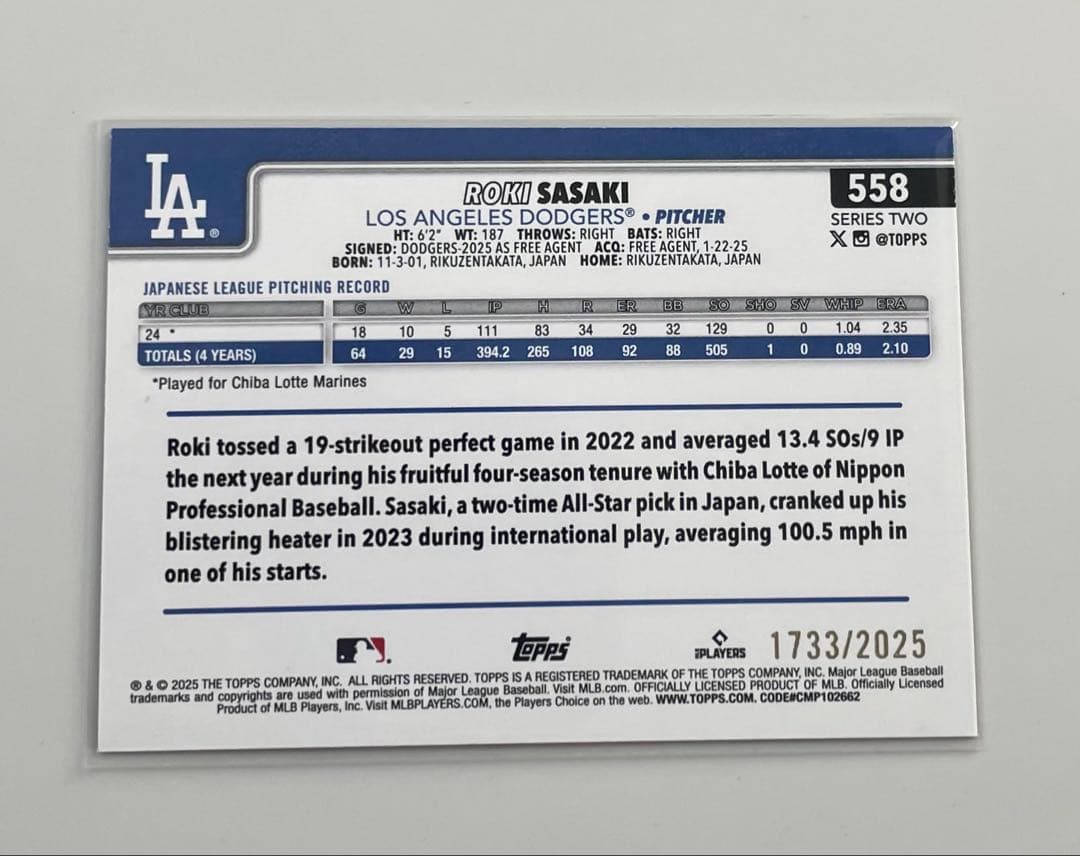 LA®
ROKI SASAKI
558
LOS ANGELES DODGERS® • PITCHER
SERIES TWO
HT: 6'2" WT: 187 THROWS: RIGHT BATS: RIGHT
X @TOPPS
SIGNED: DODGERS-2025 AS FREE AGENT ACQ: FREE AGENT, 1-22-25
BORN: 11-3-01, RIKUZENTAKATA, JAPAN HOME: RIKUZENTAKATA, JAPAN
JAPANESE LEAGUE PITCHING RECORD
YR CLUB G W L IP H R ER BB SO SHO SV WHIP ERA
24 * 18 10 5 111 83 34 29 32 129 0 0 1.04 2.35
TOTALS (4 YEARS) 64 29 15 394.2 265 108 92 88 505 1 0 0.89 2.10
*Played for Chiba Lotte Marines
Roki tossed a 19-strikeout perfect game in 2022 and averaged 13.4 SOs/9 IP
the next year during his fruitful four-season tenure with Chiba Lotte of Nippon
Professional Baseball. Sasaki, a two-time All-Star pick in Japan, cranked up his
blistering heater in 2023 during international play, averaging 100.5 mph in
one of his starts.
Topps
PLAYERS
1733/2025
® & © 2025 THE TOPPS COMPANY, INC. ALL RIGHTS RESERVED. TOPPS IS A REGISTERED TRADEMARK OF THE TOPPS COMPANY, INC. Major League Baseball
trademarks and copyrights are used with permission of Major League Baseball. Visit MLB.com. OFFICIALLY LICENSED PRODUCT OF MLB. Officially Licensed
Product of MLB Players, Inc. Visit MLBPLAYERS.COM, the Players Choice on the web. WWW.TOPPS.COM. CODE#CMP102662